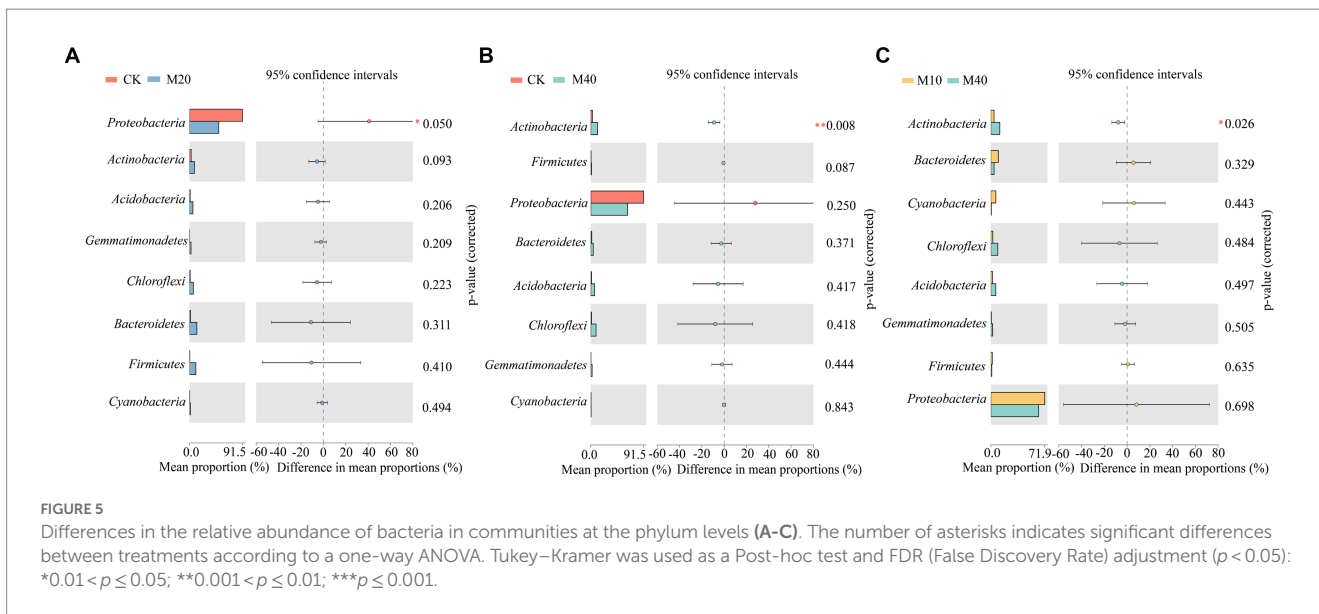 A
CK M20
95% confidence intervals
Proteobacteria * 0.050
Actinobacteria 0.093
Acidobacteria 0.206
Gemmatimonadetes 0.209
Chloroflexi 0.223
Bacteroidetes 0.311
Firmicutes 0.410
Cyanobacteria 0.494
p-value (corrected)
0.0 91.5 -60 -40 -20 0 20 40 60 80
Mean proportion (%) Difference in mean proportions (%)
B
CK M40
95% confidence intervals
Actinobacteria **0.008
Firmicutes 0.087
Proteobacteria 0.250
Bacteroidetes 0.371
Acidobacteria 0.417
Chloroflexi 0.418
Gemmatimonadetes 0.444
Cyanobacteria 0.843
p-value (corrected)
0.0 91.5 -60 -40 -20 0 20 40 60 80
Mean proportion (%) Difference in mean proportions (%)
C
M10 M40
95% confidence intervals
Actinobacteria * 0.026
Bacteroidetes 0.329
Cyanobacteria 0.443
Chloroflexi 0.484
Acidobacteria 0.497
Gemmatimonadetes 0.505
Firmicutes 0.635
Proteobacteria 0.698
p-value (corrected)
0.0 71.9 -60 -40 -20 0 20 40 60 80
Mean proportion (%) Difference in mean proportions (%)
FIGURE 5
Differences in the relative abundance of bacteria in communities at the phylum levels (A-C). The number of asterisks indicates significant differences
between treatments according to a one-way ANOVA. Tukey–Kramer was used as a Post-hoc test and FDR (False Discovery Rate) adjustment (p < 0.05):
*0.01 < p ≤ 0.05; **0.001 < p ≤ 0.01; ***p ≤ 0.001.